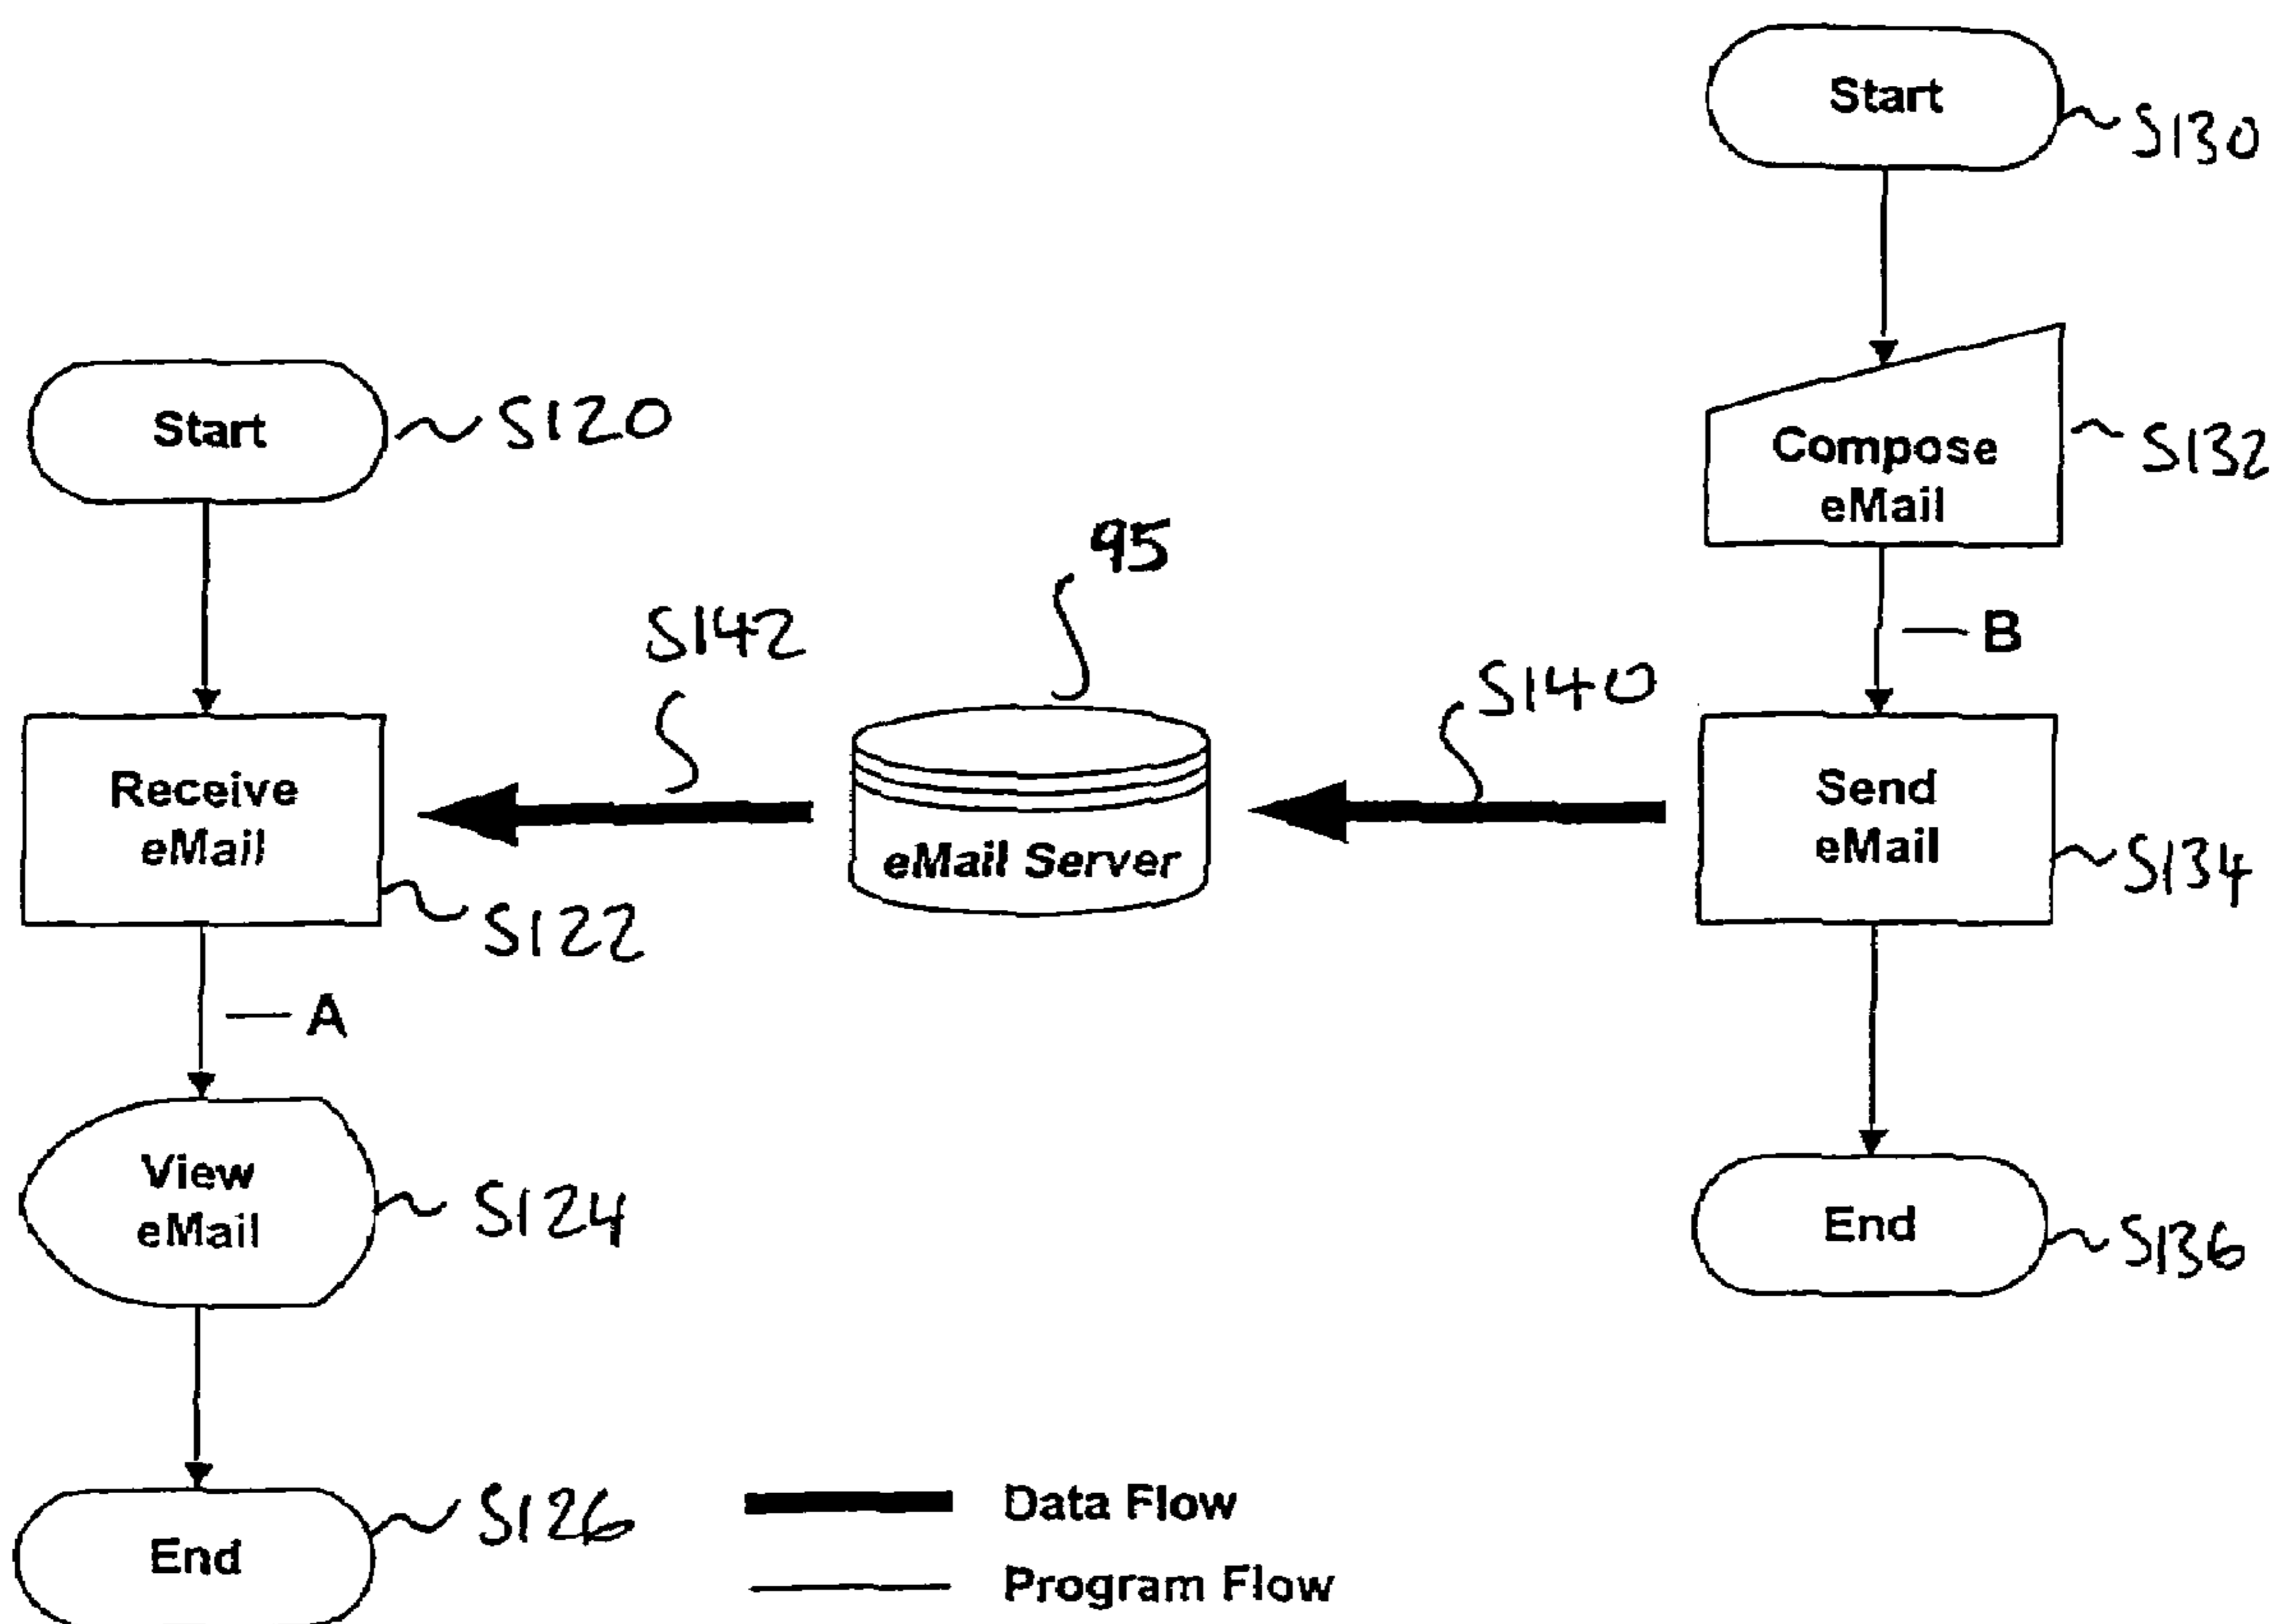 Start
S130
Start
S120
Compose
eMail
S132
95
S142
B
S140
Receive
eMail
S122
eMail Server
Send
eMail
S134
A
View
eMail
S124
End
S136
End
S126
Data Flow
Program Flow